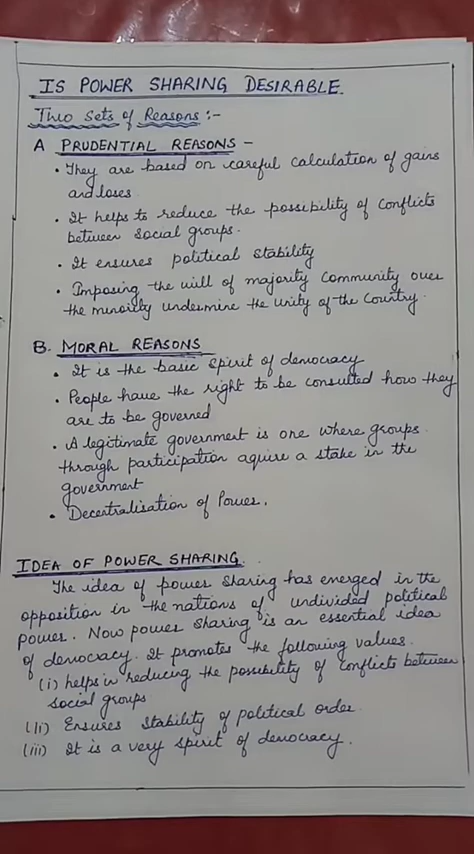 IS POWER SHARING DESIRABLE.
Two Sets of Reasons :-
A PRUDENTIAL REASONS -
• They are based on careful calculation of gains
and loses.
• It helps to reduce the possibility of conflicts
between social groups.
• It ensures political stability
• Imposing the will of majority community over
the minority undermine the unity of the country.
B. MORAL REASONS
• It is the basic spirit of democracy
• People have the right to be consulted how they
are to be governed
• A legitimate government is one where groups
through participation aquire a stake in the
government
• Decentralisation of Power.
IDEA OF POWER SHARING.
The idea of power sharing has emerged in the
opposition in the nations of undivided political
power. Now power sharing is an essential idea
of democracy. It promotes the following values.
(i) helps in reducing the possibility of conflicts between
social groups
(ii) Ensures stability of political order.
(iii) It is a very spirit of democracy.